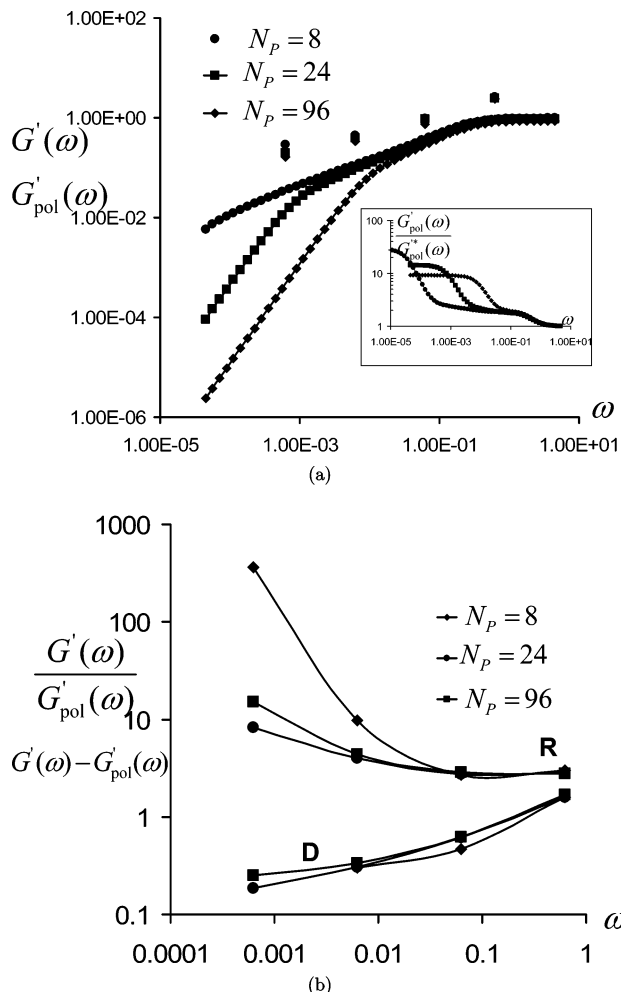 1.00E+02
N_P = 8
N_P = 24
N_P = 96
1.00E+00
G'(ω)
G'_pol(ω)
1.00E-02
1.00E-04
1.00E-06
1.00E-05 1.00E-03 1.00E-01 1.00E+01
ω
100
10
1
G'_pol(ω)
G'*_pol(ω)
ω
1.00E-05 1.00E-03 1.00E-01 1.00E+01
(a)
1000
100
10
1
0.1
G'(ω)
G'_pol(ω)
G'(ω)–G'_pol(ω)
N_P = 8
N_P = 24
N_P = 96
R
D
0.0001 0.001 0.01 0.1 1
ω
(b)